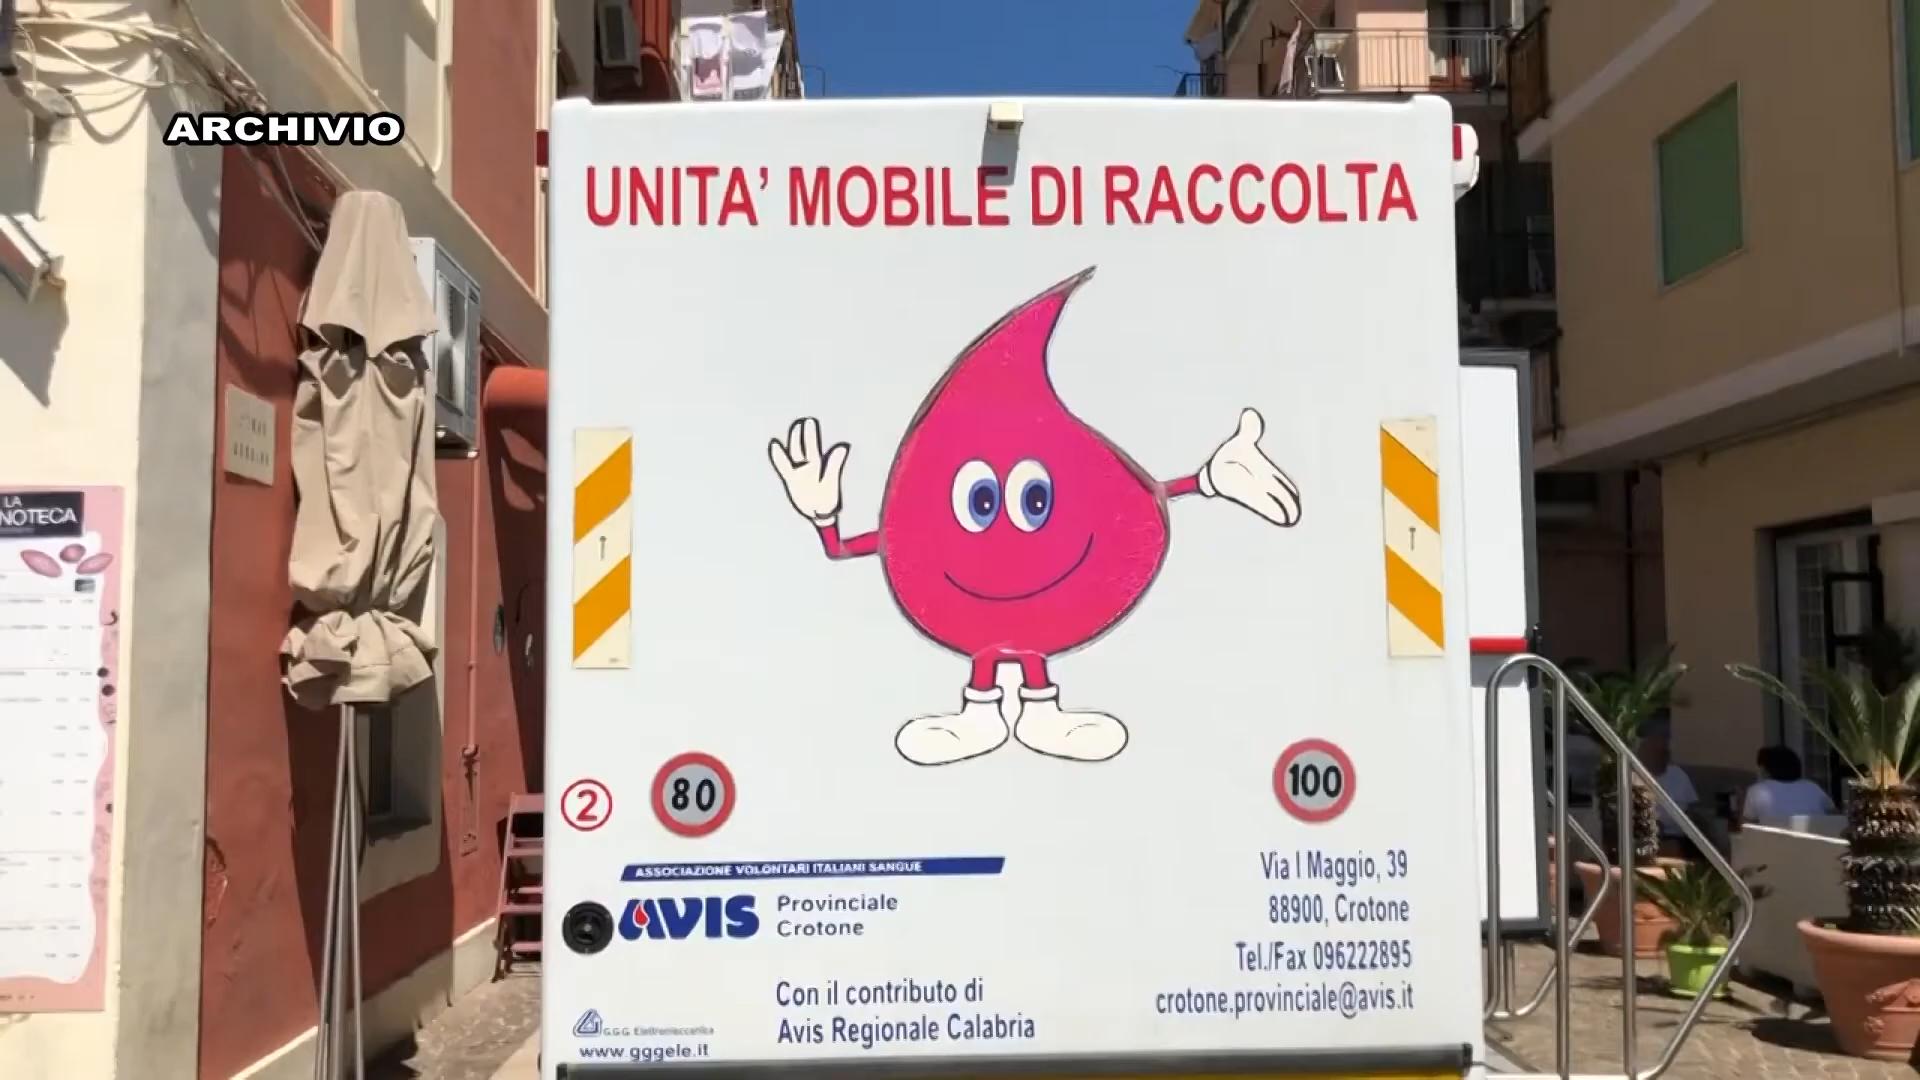 ARCHIVIO
UNITA’ MOBILE DI RACCOLTA
LA
NOTECA
2
80
100
ASSOCIAZIONE VOLONTARI ITALIANI SANGUE
AVIS
Provinciale
Crotone
Via I Maggio, 39
88900, Crotone
Tel./Fax 096222895
crotone.provinciale@avis.it
Con il contributo di
Avis Regionale Calabria
G.G.G. Elettromeccanica
www.gggele.it